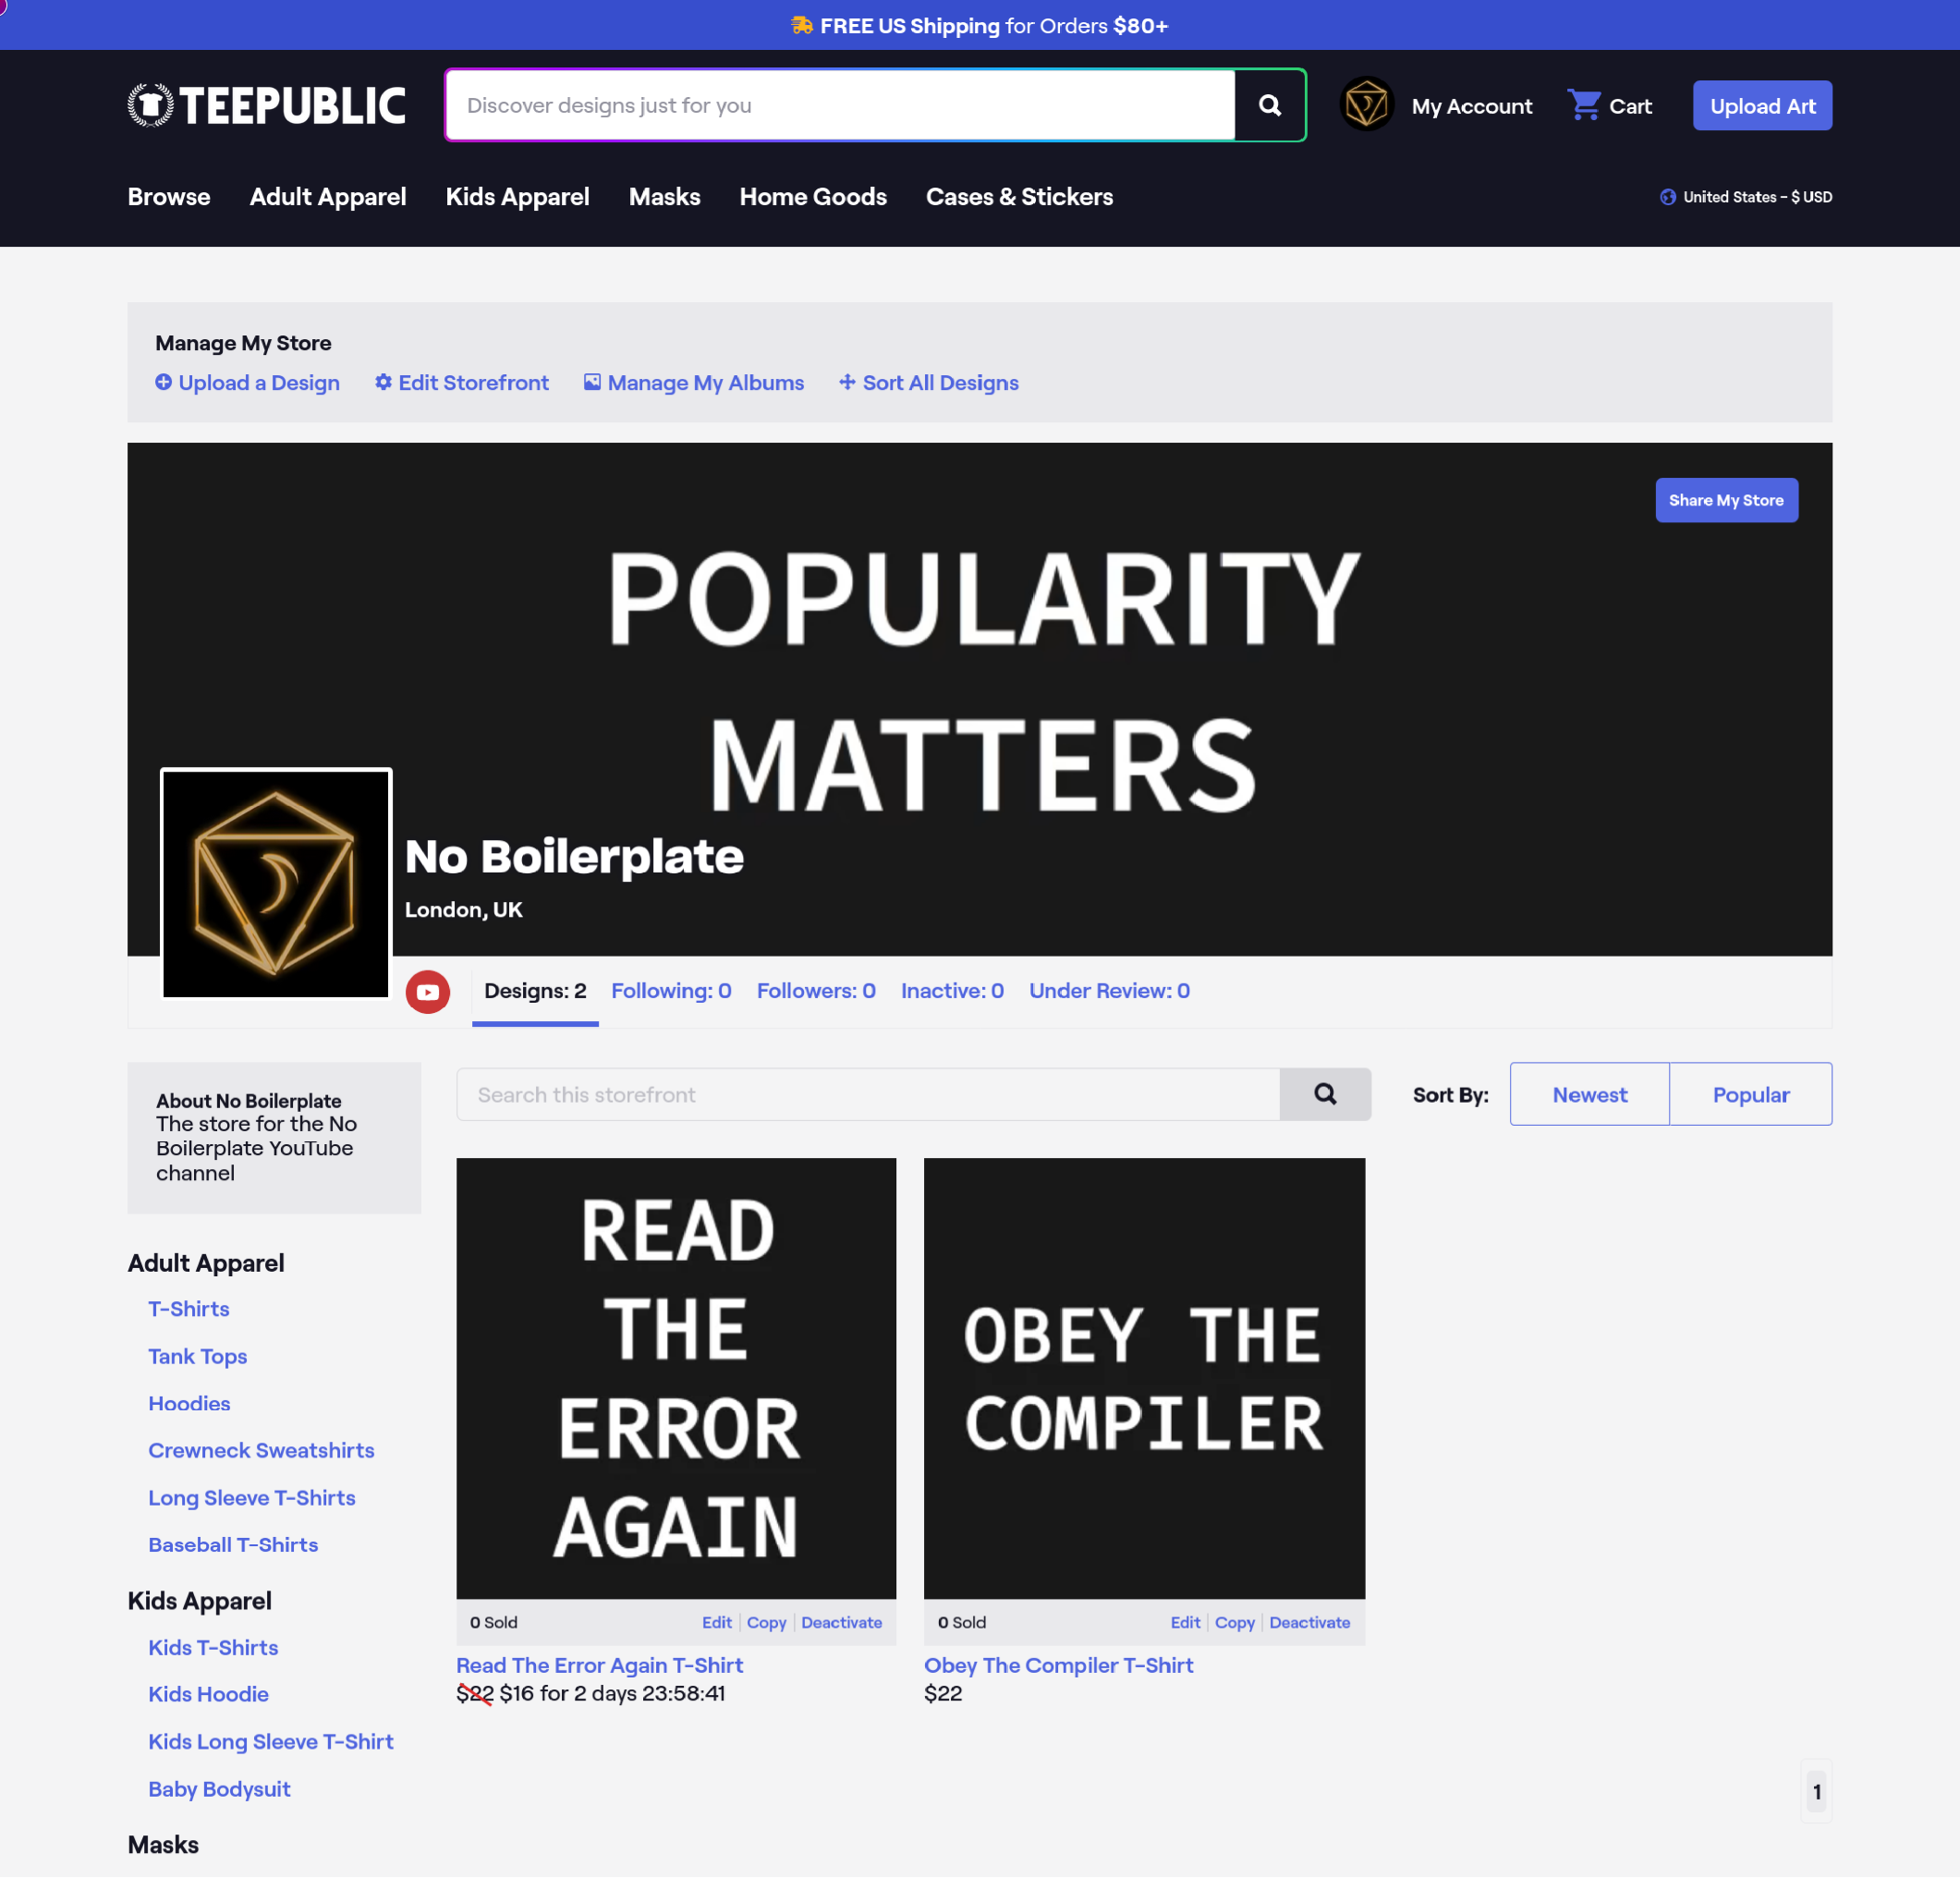 FREE US Shipping for Orders $80+
TEEPUBLIC
Discover designs just for you
My Account
Cart
Upload Art
Browse
Adult Apparel
Kids Apparel
Masks
Home Goods
Cases & Stickers
United States - $ USD
Manage My Store
Upload a Design
Edit Storefront
Manage My Albums
Sort All Designs
Share My Store
POPULARITY
MATTERS
No Boilerplate
London, UK
Designs: 2
Following: 0
Followers: 0
Inactive: 0
Under Review: 0
About No Boilerplate
The store for the No
Boilerplate YouTube
channel
Search this storefront
Sort By:
Newest
Popular
Adult Apparel
T-Shirts
Tank Tops
Hoodies
Crewneck Sweatshirts
Long Sleeve T-Shirts
Baseball T-Shirts
Kids Apparel
Kids T-Shirts
Kids Hoodie
Kids Long Sleeve T-Shirt
Baby Bodysuit
Masks
READ
THE
ERROR
AGAIN
0 Sold
Edit
Copy
Deactivate
Read The Error Again T-Shirt
$22 $16 for 2 days 23:58:41
OBEY THE
COMPILER
0 Sold
Edit
Copy
Deactivate
Obey The Compiler T-Shirt
$22
1